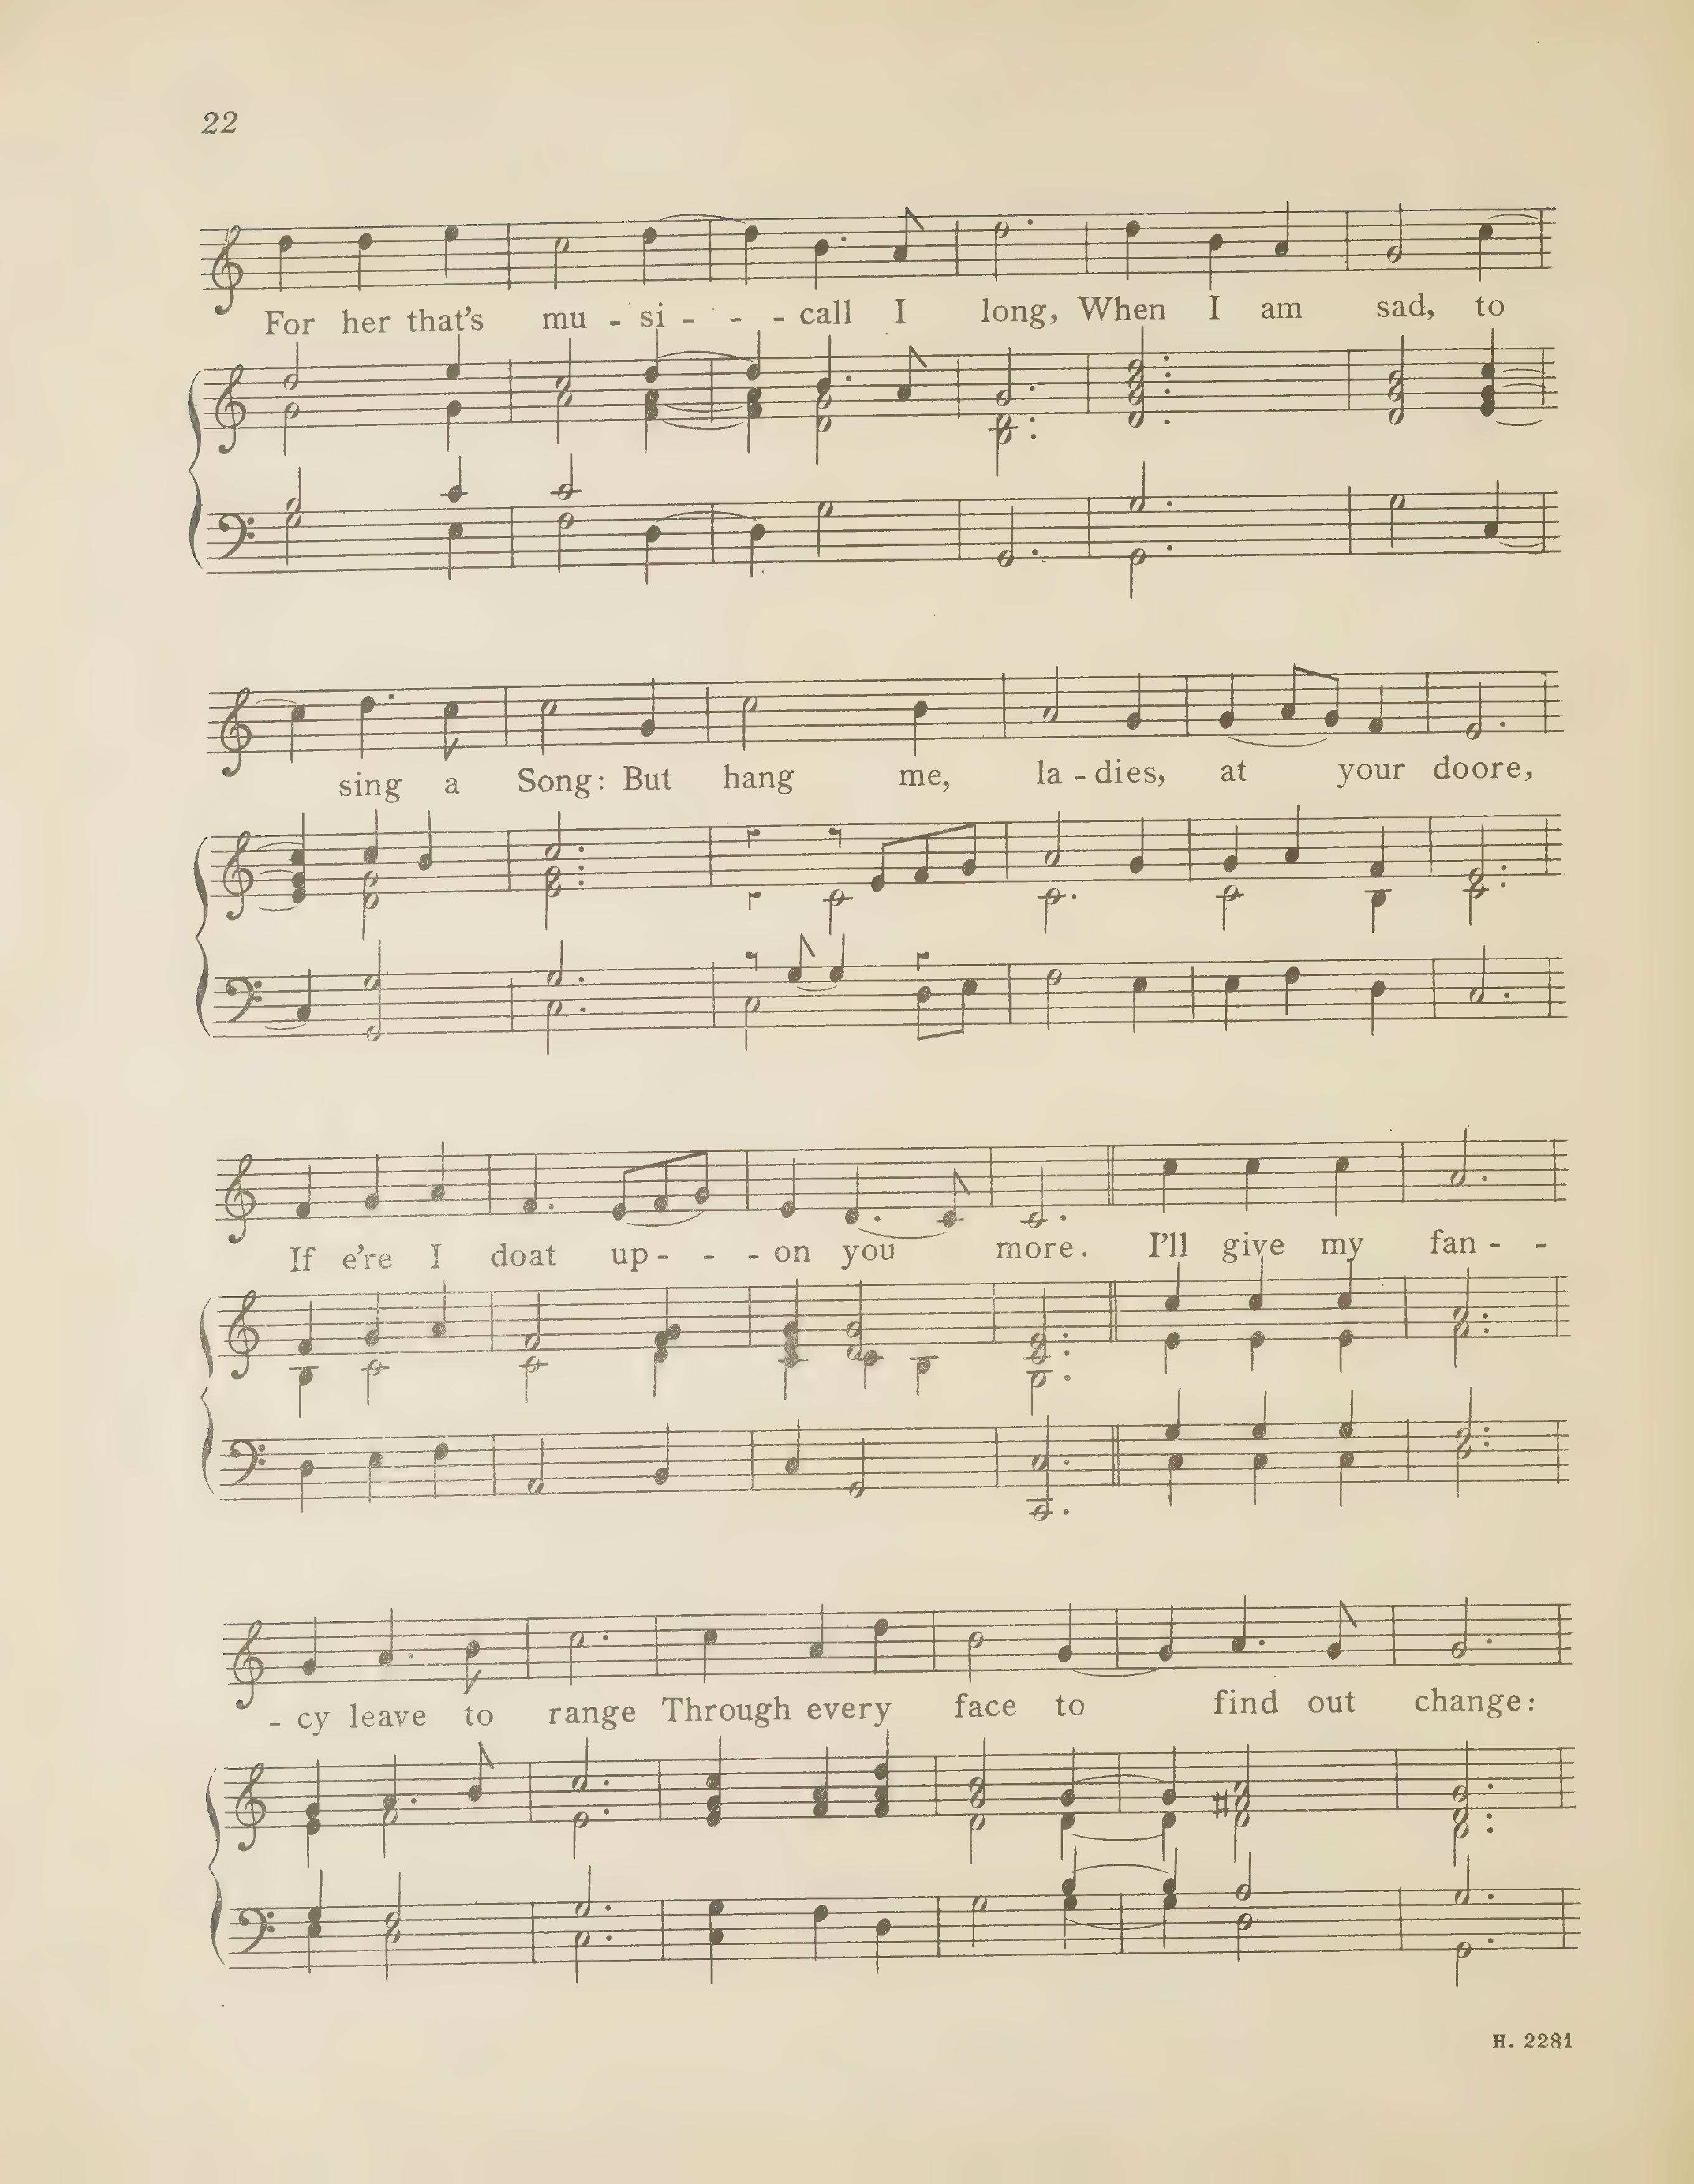 22
For her that's mu - si - - - call I long, When I am sad, to
sing a Song: But hang me, la - dies, at your doore,
If e're I doat up - - - on you more. I'll give my fan - -
- cy leave to range Through every face to find out change:
H. 2281